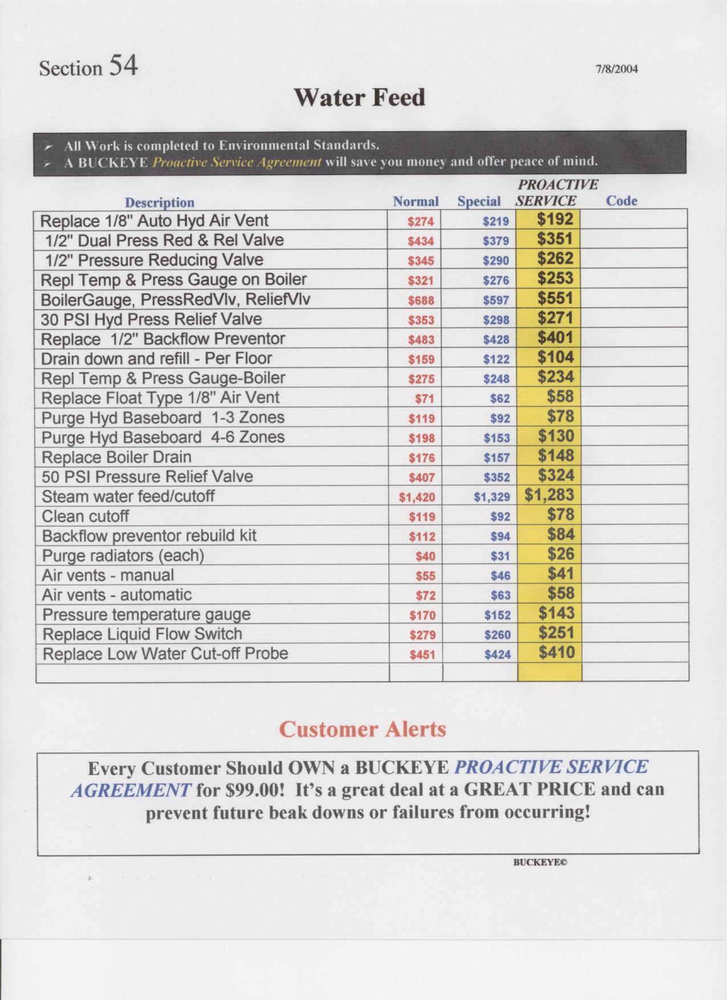 Section 54
7/8/2004
Water Feed
➢ All Work is completed to Environmental Standards.
➢ A BUCKEYE Proactive Service Agreement will save you money and offer peace of mind.
Description Normal Special PROACTIVE SERVICE Code
Replace 1/8" Auto Hyd Air Vent $274 $219 $192
1/2" Dual Press Red & Rel Valve $434 $379 $351
1/2" Pressure Reducing Valve $345 $290 $262
Repl Temp & Press Gauge on Boiler $321 $276 $253
BoilerGauge, PressRedVlv, ReliefVlv $688 $597 $551
30 PSI Hyd Press Relief Valve $353 $298 $271
Replace 1/2" Backflow Preventor $483 $428 $401
Drain down and refill - Per Floor $159 $122 $104
Repl Temp & Press Gauge-Boiler $275 $248 $234
Replace Float Type 1/8" Air Vent $71 $62 $58
Purge Hyd Baseboard 1-3 Zones $119 $92 $78
Purge Hyd Baseboard 4-6 Zones $198 $153 $130
Replace Boiler Drain $176 $157 $148
50 PSI Pressure Relief Valve $407 $352 $324
Steam water feed/cutoff $1,420 $1,329 $1,283
Clean cutoff $119 $92 $78
Backflow preventor rebuild kit $112 $94 $84
Purge radiators (each) $40 $31 $26
Air vents - manual $55 $46 $41
Air vents - automatic $72 $63 $58
Pressure temperature gauge $170 $152 $143
Replace Liquid Flow Switch $279 $260 $251
Replace Low Water Cut-off Probe $451 $424 $410
Customer Alerts
Every Customer Should OWN a BUCKEYE PROACTIVE SERVICE
AGREEMENT for $99.00! It's a great deal at a GREAT PRICE and can
prevent future beak downs or failures from occurring!
BUCKEYE©